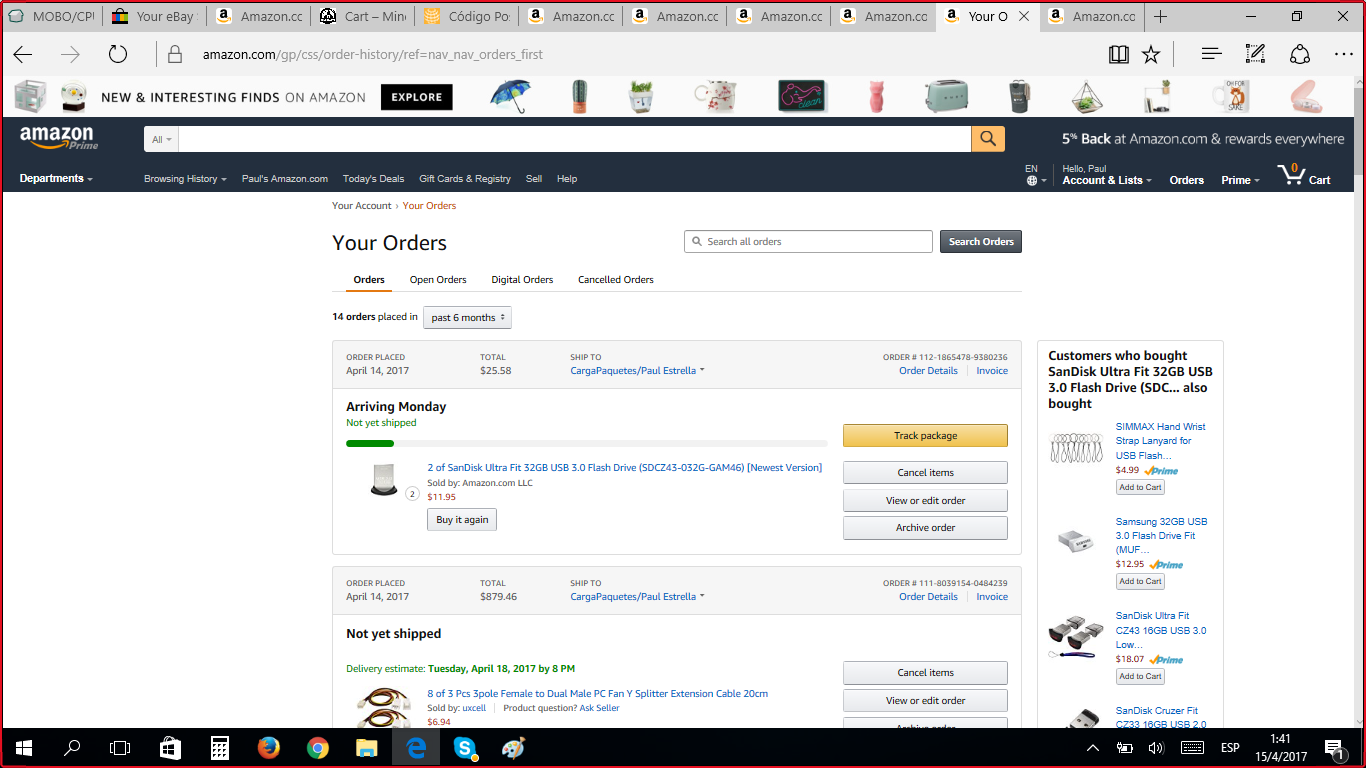 MOBO/CPU
Your eBay
Amazon.co
Cart – Mine
Código Pos
Amazon.co
Amazon.co
Amazon.co
Amazon.co
Your O
Amazon.co
amazon.com/gp/css/order-history/ref=nav_nav_orders_first
NEW & INTERESTING FINDS ON AMAZON
EXPLORE
amazon Prime
All
5% Back at Amazon.com & rewards everywhere
Departments
Browsing History
Paul's Amazon.com
Today's Deals
Gift Cards & Registry
Sell
Help
EN
Hello, Paul
Account & Lists
Orders
Prime
0
Cart
Your Account › Your Orders
Your Orders
Search all orders
Search Orders
Orders
Open Orders
Digital Orders
Cancelled Orders
14 orders placed in past 6 months
ORDER PLACED
April 14, 2017
TOTAL
$25.58
SHIP TO
CargaPaquetes/Paul Estrella
ORDER # 112-1865478-9380236
Order Details
Invoice
Arriving Monday
Not yet shipped
Track package
2 of SanDisk Ultra Fit 32GB USB 3.0 Flash Drive (SDCZ43-032G-GAM46) [Newest Version]
Sold by: Amazon.com LLC
2
$11.95
Buy it again
Cancel items
View or edit order
Archive order
ORDER PLACED
April 14, 2017
TOTAL
$879.46
SHIP TO
CargaPaquetes/Paul Estrella
ORDER # 111-8039154-0484239
Order Details
Invoice
Not yet shipped
Delivery estimate: Tuesday, April 18, 2017 by 8 PM
8 of 3 Pcs 3pole Female to Dual Male PC Fan Y Splitter Extension Cable 20cm
Sold by: uxcell
Product question? Ask Seller
$6.94
Cancel items
View or edit order
Archive order
Customers who bought
SanDisk Ultra Fit 32GB USB
3.0 Flash Drive (SDC... also
bought
SIMMAX Hand Wrist
Strap Lanyard for
USB Flash...
$4.99 Prime
Add to Cart
Samsung 32GB USB
3.0 Flash Drive Fit
(MUF...
$12.95 Prime
Add to Cart
SanDisk Ultra Fit
CZ43 16GB USB 3.0
Low...
$18.07 Prime
Add to Cart
SanDisk Cruzer Fit
CZ33 16GB USB 2.0
ESP
1:41
15/4/2017
1